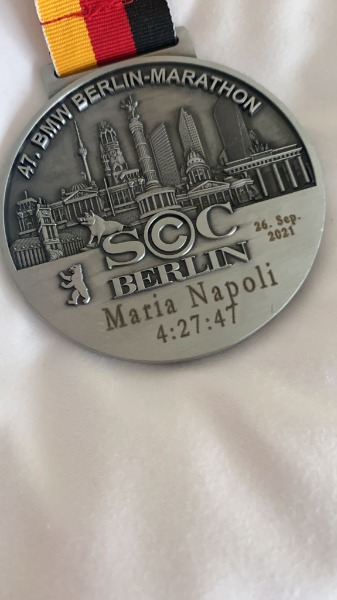 47. BMW BERLIN-MARATHON
SCC
BERLIN
26. Sep.
2021
Maria Napoli
4:27:47